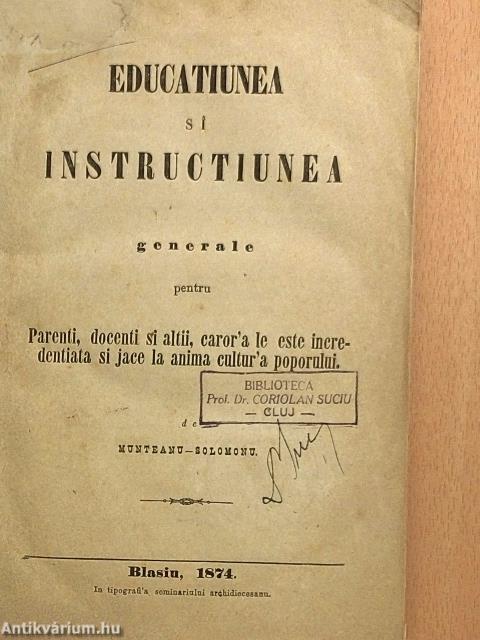 EDUCATIUNEA
SI
INSTRUCTIUNEA
generale
pentru
Parenti, docenti si altii, caror'a le este incre-
dentiata si jace la anima cultur'a poporului.
BIBLIOTECA
Prof. Dr. CORIOLAN SUCIU
— CLUJ —
de
MUNTEANU—SOLOMONU.
Blasiu, 1874.
In tipografi'a seminariului archidiecesanu.
Antikvárium.hu